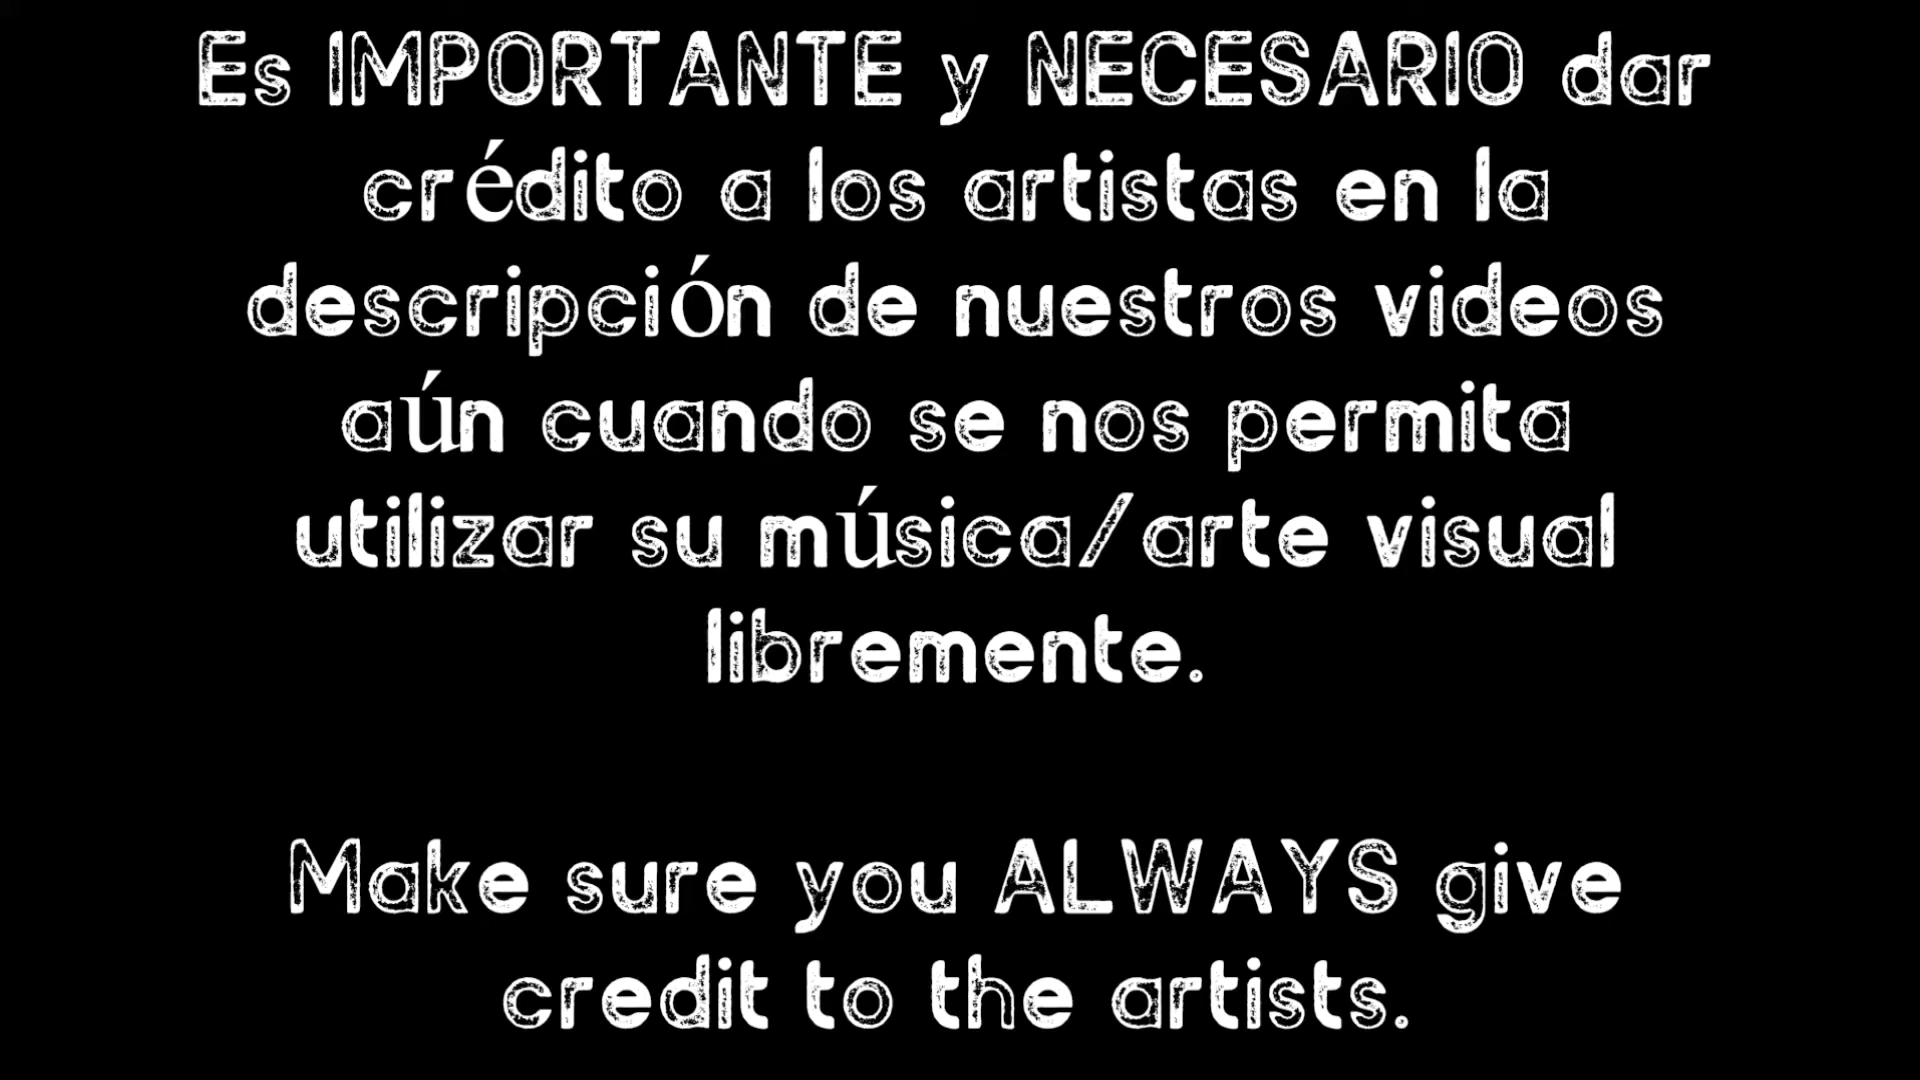 Es IMPORTANTE y NECESARIO dar
crédito a los artistas en la
descripción de nuestros videos
aún cuando se nos permita
utilizar su música/arte visual
libremente.
Make sure you ALWAYS give
credit to the artists.